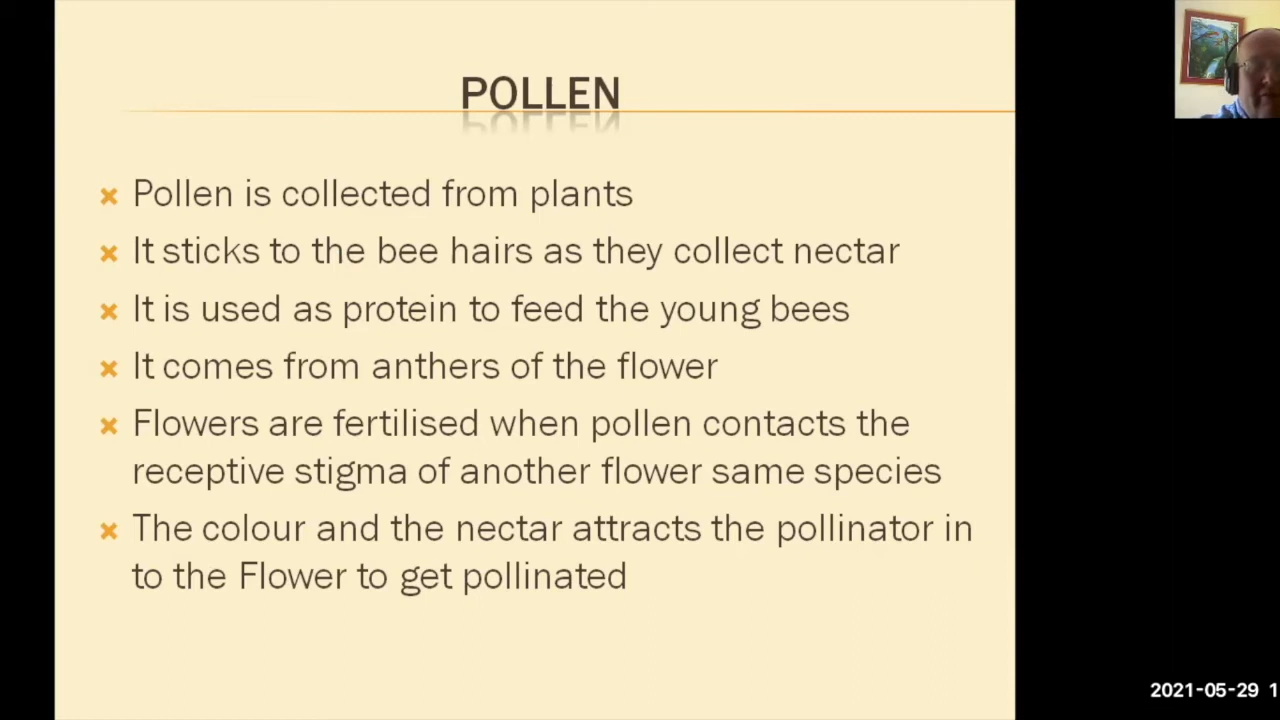 POLLEN
Pollen is collected from plants
It sticks to the bee hairs as they collect nectar
It is used as protein to feed the young bees
It comes from anthers of the flower
Flowers are fertilised when pollen contacts the
receptive stigma of another flower same species
The colour and the nectar attracts the pollinator in
to the Flower to get pollinated
2021-05-29 1